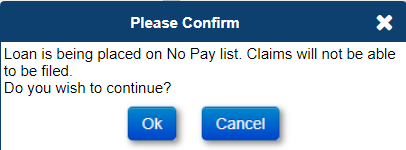 Please Confirm
Loan is being placed on No Pay list. Claims will not be able
to be filed.
Do you wish to continue?
Ok
Cancel